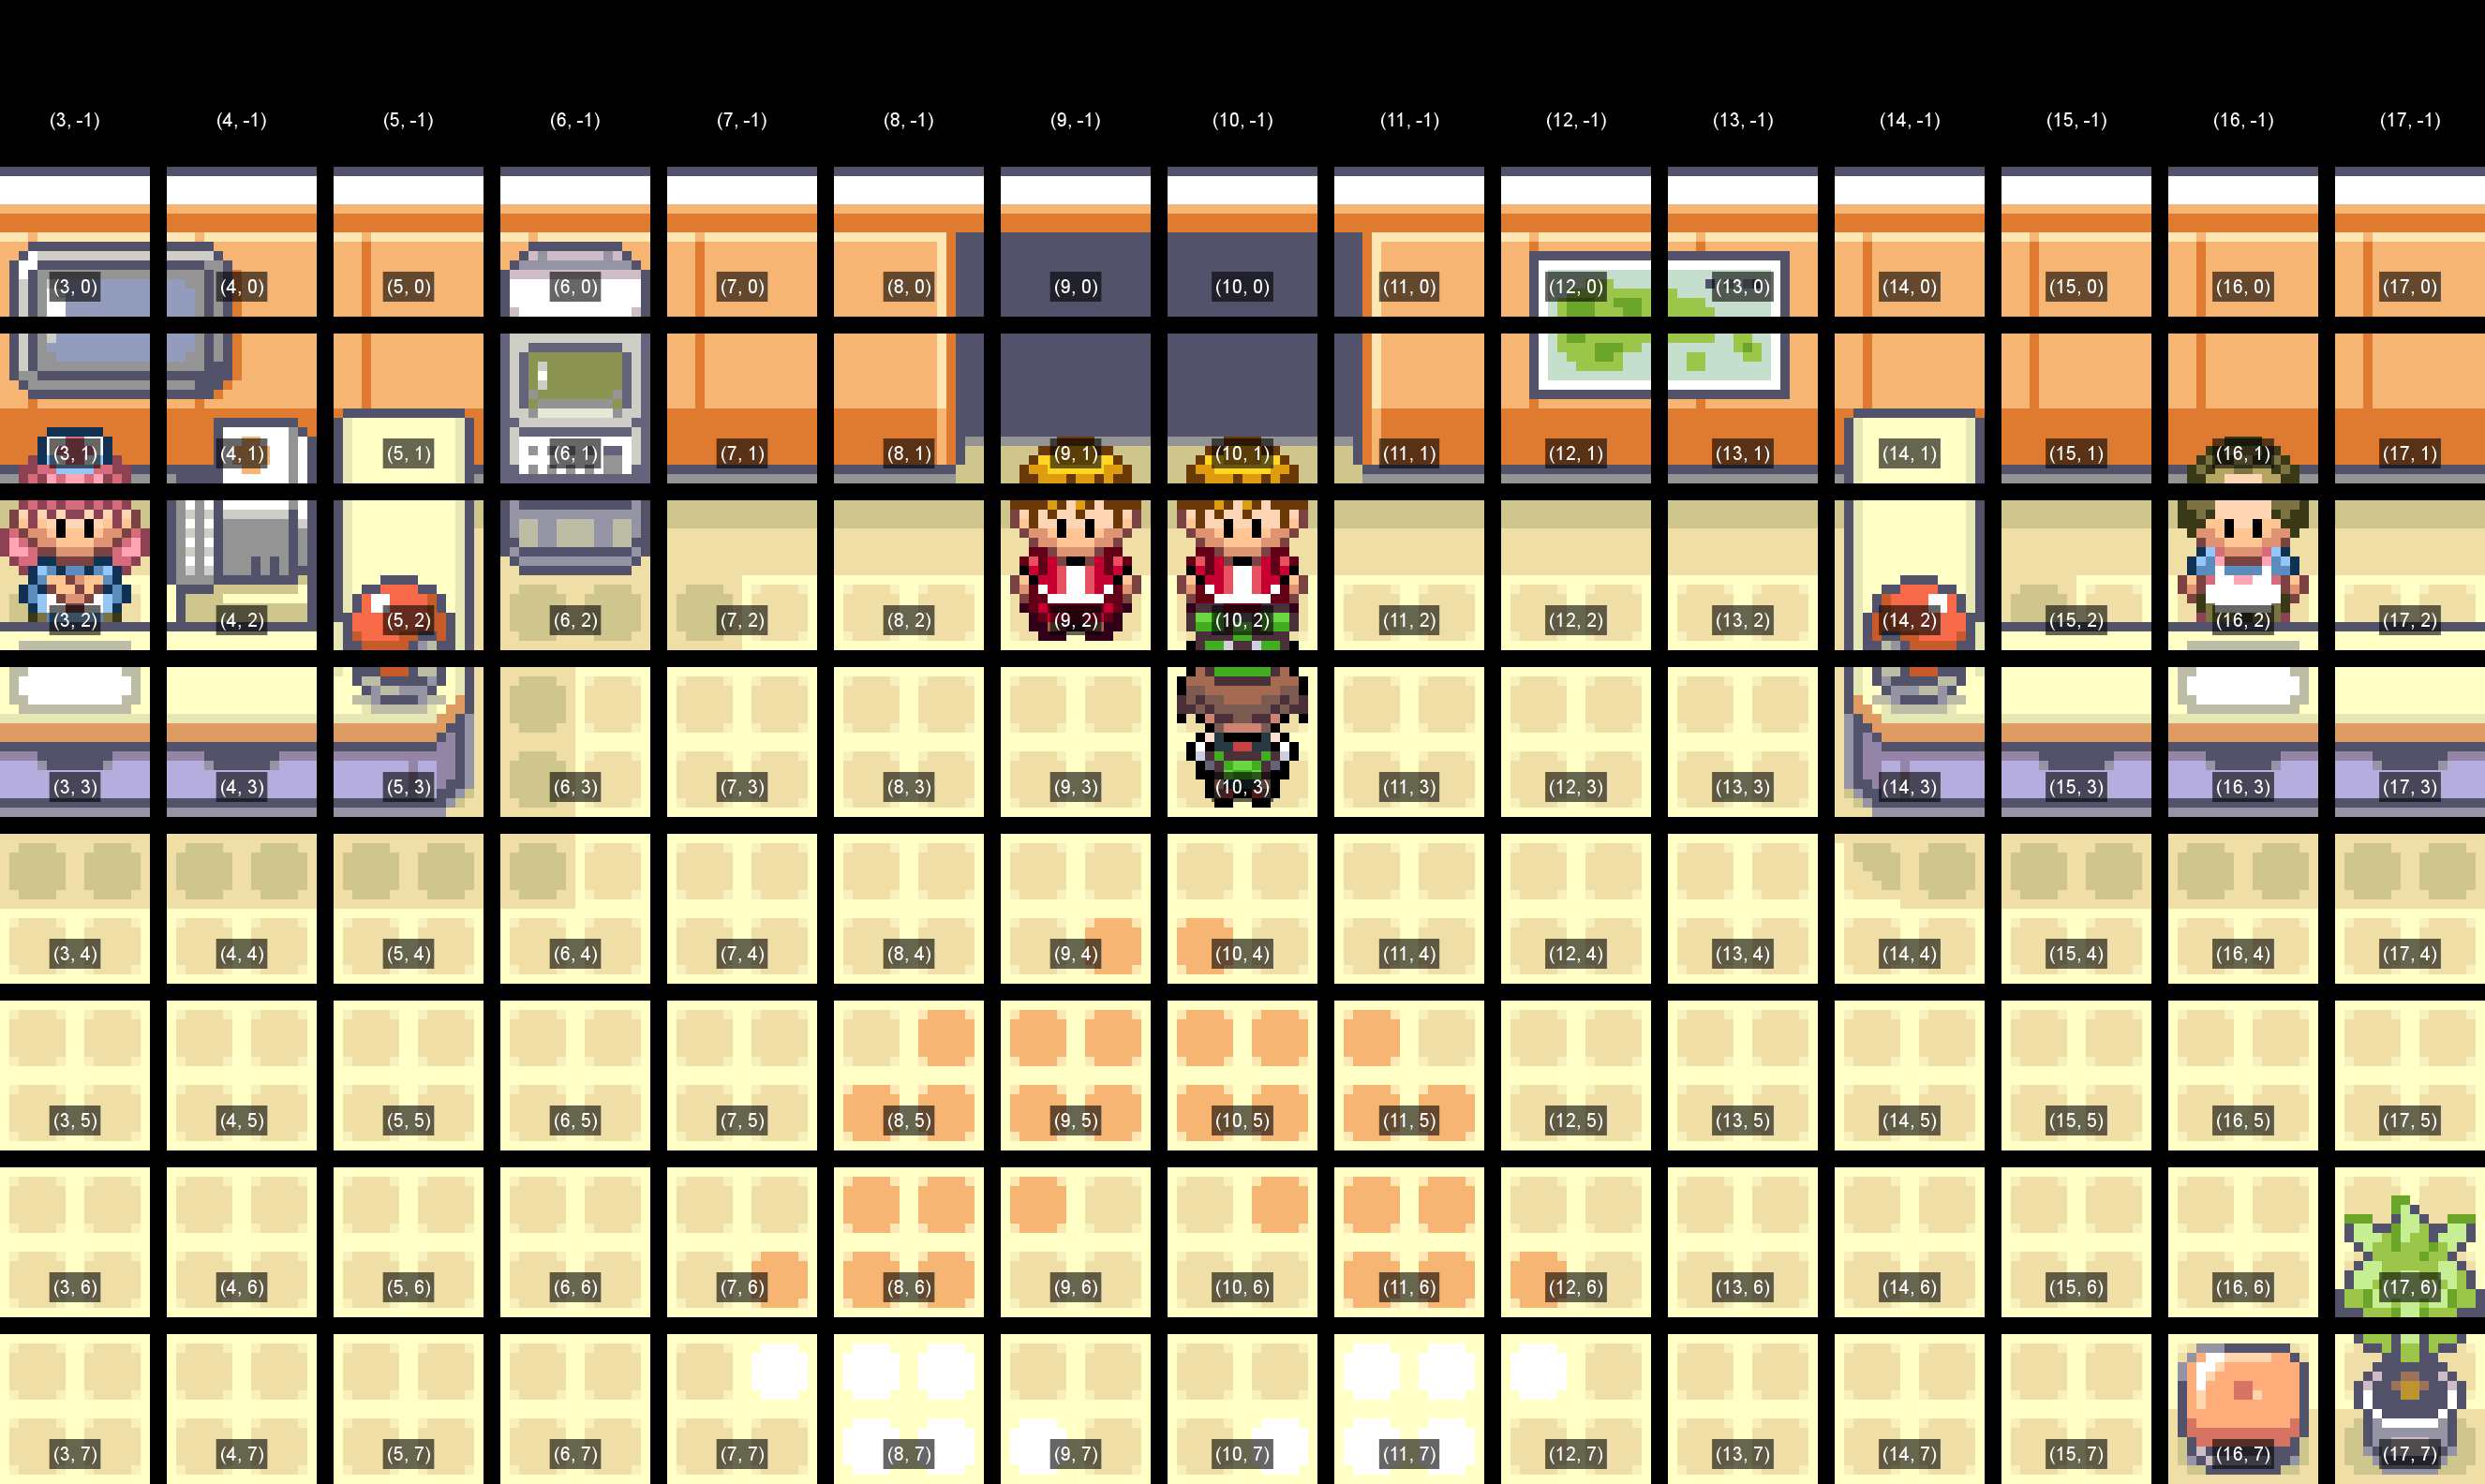 (3, -1) (4, -1) (5, -1) (6, -1) (7, -1) (8, -1) (9, -1) (10, -1) (11, -1) (12, -1) (13, -1) (14, -1) (15, -1) (16, -1) (17, -1)
(3, 0) (4, 0) (5, 0) (6, 0) (7, 0) (8, 0) (9, 0) (10, 0) (11, 0) (12, 0) (13, 0) (14, 0) (15, 0) (16, 0) (17, 0)
(3, 1) (4, 1) (5, 1) (6, 1) (7, 1) (8, 1) (9, 1) (10, 1) (11, 1) (12, 1) (13, 1) (14, 1) (15, 1) (16, 1) (17, 1)
(3, 2) (4, 2) (5, 2) (6, 2) (7, 2) (8, 2) (9, 2) (10, 2) (11, 2) (12, 2) (13, 2) (14, 2) (15, 2) (16, 2) (17, 2)
(3, 3) (4, 3) (5, 3) (6, 3) (7, 3) (8, 3) (9, 3) (10, 3) (11, 3) (12, 3) (13, 3) (14, 3) (15, 3) (16, 3) (17, 3)
(3, 4) (4, 4) (5, 4) (6, 4) (7, 4) (8, 4) (9, 4) (10, 4) (11, 4) (12, 4) (13, 4) (14, 4) (15, 4) (16, 4) (17, 4)
(3, 5) (4, 5) (5, 5) (6, 5) (7, 5) (8, 5) (9, 5) (10, 5) (11, 5) (12, 5) (13, 5) (14, 5) (15, 5) (16, 5) (17, 5)
(3, 6) (4, 6) (5, 6) (6, 6) (7, 6) (8, 6) (9, 6) (10, 6) (11, 6) (12, 6) (13, 6) (14, 6) (15, 6) (16, 6) (17, 6)
(3, 7) (4, 7) (5, 7) (6, 7) (7, 7) (8, 7) (9, 7) (10, 7) (11, 7) (12, 7) (13, 7) (14, 7) (15, 7) (16, 7) (17, 7)